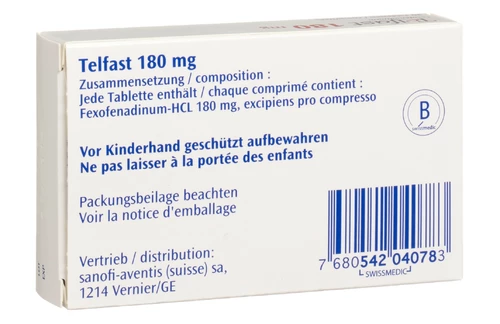 Telfast 180 mg
Zusammensetzung / composition :
Jede Tablette enthält / chaque comprimé contient :
Fexofenadinum-HCL 180 mg, excipiens pro compresso
B
swissmedic
Vor Kinderhand geschützt aufbewahren
Ne pas laisser à la portée des enfants
Packungsbeilage beachten
Voir la notice d'emballage
Vertrieb / distribution:
sanofi-aventis (suisse) sa,
1214 Vernier/GE
7 680542 040783
SWISSMEDIC